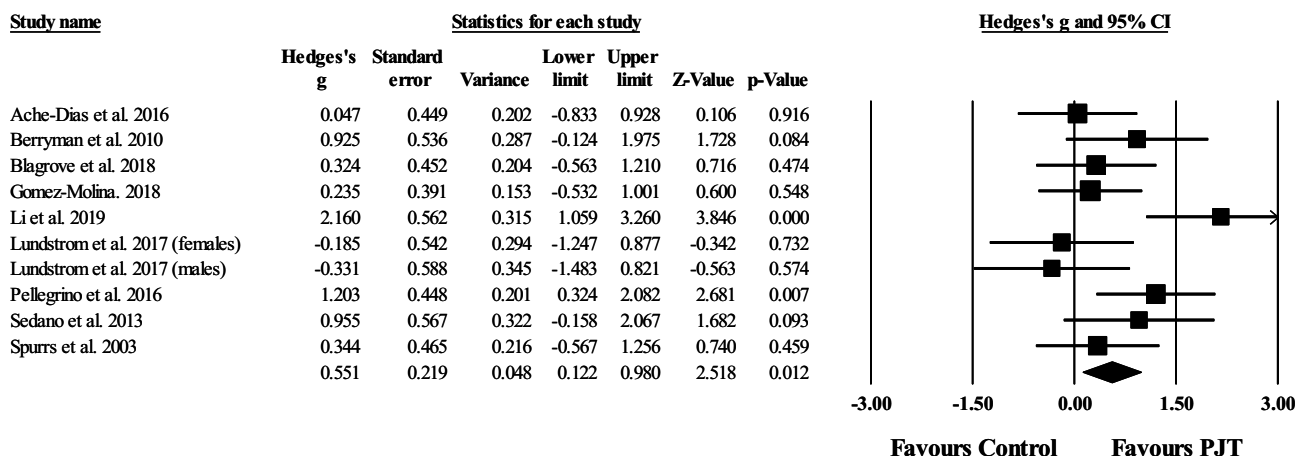 Study name Statistics for each study Hedges's g and 95% CI
Hedges's Standard Lower Upper
g error Variance limit limit Z-Value p-Value
Ache-Dias et al. 2016 0.047 0.449 0.202 -0.833 0.928 0.106 0.916
Berryman et al. 2010 0.925 0.536 0.287 -0.124 1.975 1.728 0.084
Blagrove et al. 2018 0.324 0.452 0.204 -0.563 1.210 0.716 0.474
Gomez-Molina. 2018 0.235 0.391 0.153 -0.532 1.001 0.600 0.548
Li et al. 2019 2.160 0.562 0.315 1.059 3.260 3.846 0.000
Lundstrom et al. 2017 (females) -0.185 0.542 0.294 -1.247 0.877 -0.342 0.732
Lundstrom et al. 2017 (males) -0.331 0.588 0.345 -1.483 0.821 -0.563 0.574
Pellegrino et al. 2016 1.203 0.448 0.201 0.324 2.082 2.681 0.007
Sedano et al. 2013 0.955 0.567 0.322 -0.158 2.067 1.682 0.093
Spurrs et al. 2003 0.344 0.465 0.216 -0.567 1.256 0.740 0.459
0.551 0.219 0.048 0.122 0.980 2.518 0.012
-3.00 -1.50 0.00 1.50 3.00
Favours Control Favours PJT